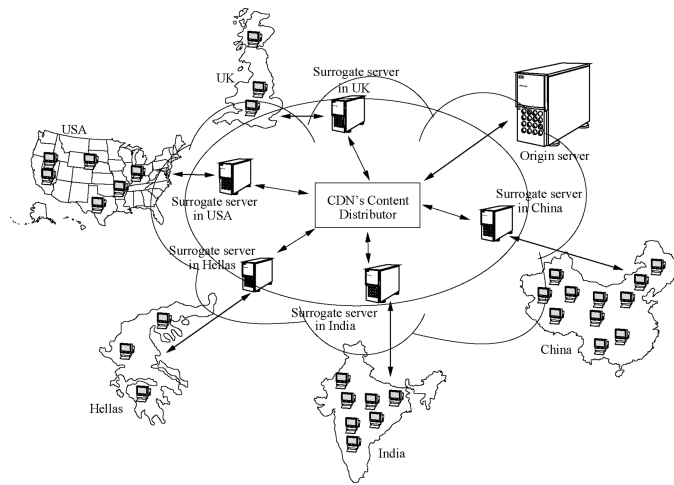 UK
Surrogate server
in UK
Origin server
USA
Surrogate server
in USA
CDN's Content
Distributor
Surrogate server
in China
Surrogate server
in Hellas
Surrogate server
in India
China
Hellas
India